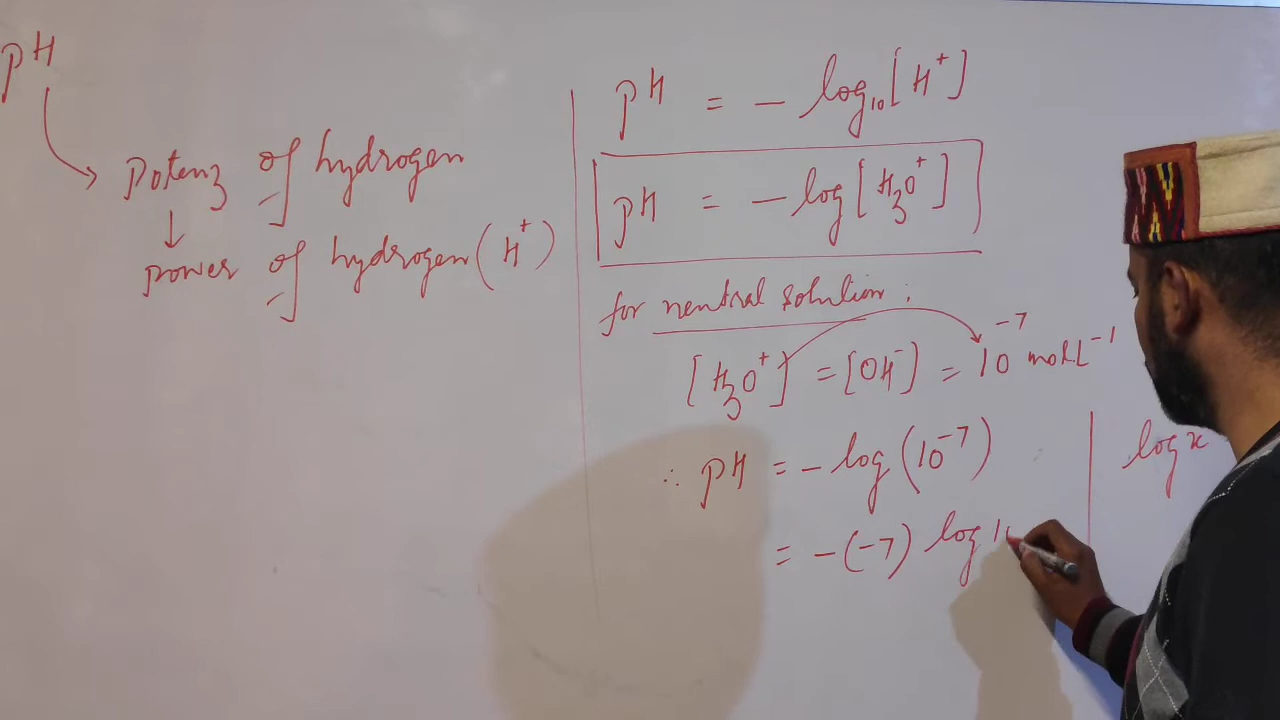 pH
Potenz of hydrogen
↓
power of hydrogen (H⁺)
pH = - log₁₀[H⁺]
pH = - log[H₃O⁺]
for neutral solution :
[H₃O⁺] = [OH⁻] = 10⁻⁷ mol L⁻¹
∴ pH = - log(10⁻⁷)
= -(-7) log 10
log x